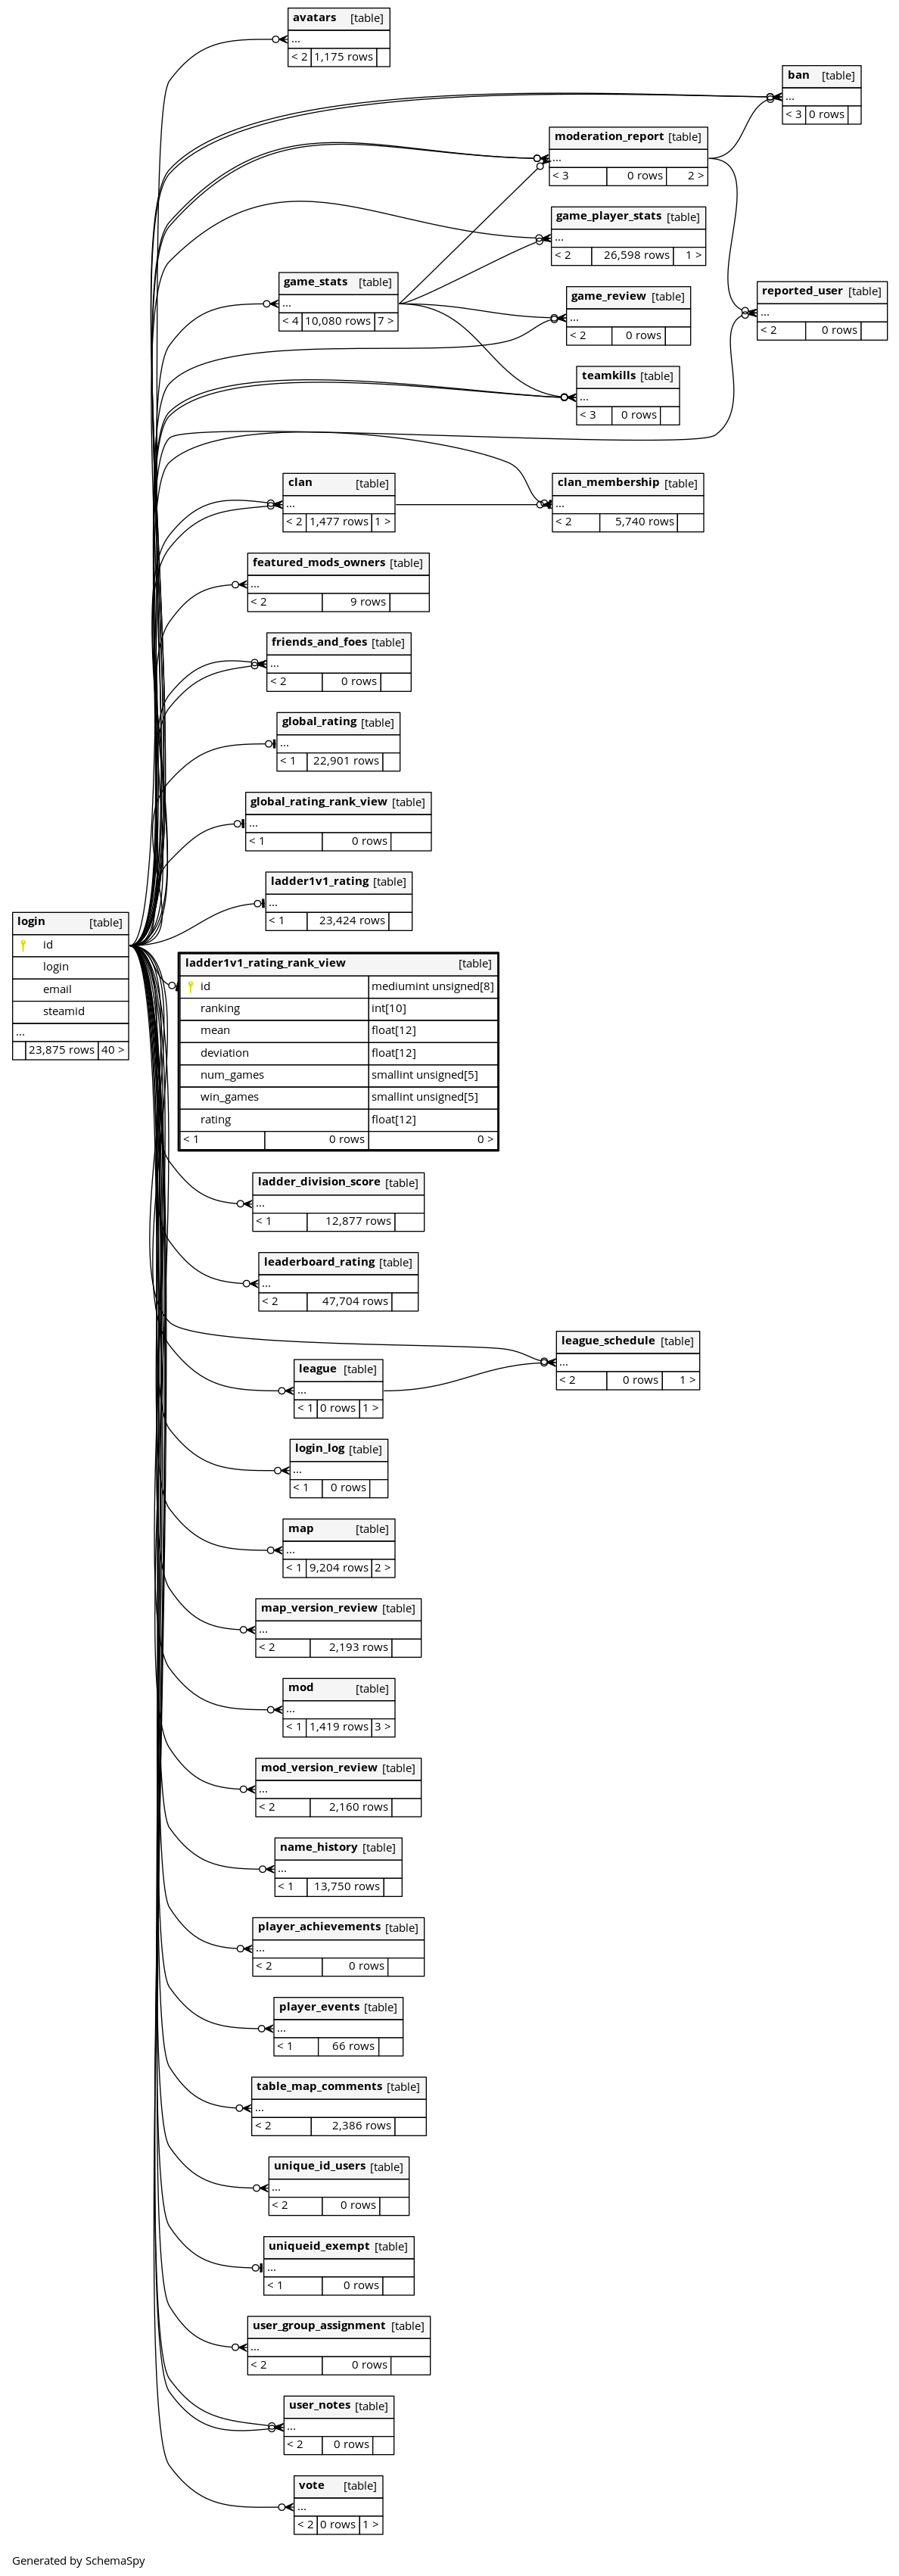 avatars [table]
...
< 2 1,175 rows
ban [table]
...
< 3 0 rows
moderation_report [table]
...
< 3 0 rows 2 >
game_player_stats [table]
...
< 2 26,598 rows 1 >
game_stats [table]
...
< 4 10,080 rows 7 >
game_review [table]
...
< 2 0 rows
reported_user [table]
...
< 2 0 rows
teamkills [table]
...
< 3 0 rows
clan [table]
...
< 2 1,477 rows 1 >
clan_membership [table]
...
< 2 5,740 rows
featured_mods_owners [table]
...
< 2 9 rows
friends_and_foes [table]
...
< 2 0 rows
global_rating [table]
...
< 1 22,901 rows
global_rating_rank_view [table]
...
< 1 0 rows
ladder1v1_rating [table]
...
< 1 23,424 rows
login [table]
id
login
email
steamid
...
23,875 rows 40 >
ladder1v1_rating_rank_view [table]
id mediumint unsigned[8]
ranking int[10]
mean float[12]
deviation float[12]
num_games smallint unsigned[5]
win_games smallint unsigned[5]
rating float[12]
< 1 0 rows 0 >
ladder_division_score [table]
...
< 1 12,877 rows
leaderboard_rating [table]
...
< 2 47,704 rows
league_schedule [table]
...
< 2 0 rows 1 >
league [table]
...
< 1 0 rows 1 >
login_log [table]
...
< 1 0 rows
map [table]
...
< 1 9,204 rows 2 >
map_version_review [table]
...
< 2 2,193 rows
mod [table]
...
< 1 1,419 rows 3 >
mod_version_review [table]
...
< 2 2,160 rows
name_history [table]
...
< 1 13,750 rows
player_achievements [table]
...
< 2 0 rows
player_events [table]
...
< 1 66 rows
table_map_comments [table]
...
< 2 2,386 rows
unique_id_users [table]
...
< 2 0 rows
uniqueid_exempt [table]
...
< 1 0 rows
user_group_assignment [table]
...
< 2 0 rows
user_notes [table]
...
< 2 0 rows
vote [table]
...
< 2 0 rows 1 >
Generated by SchemaSpy